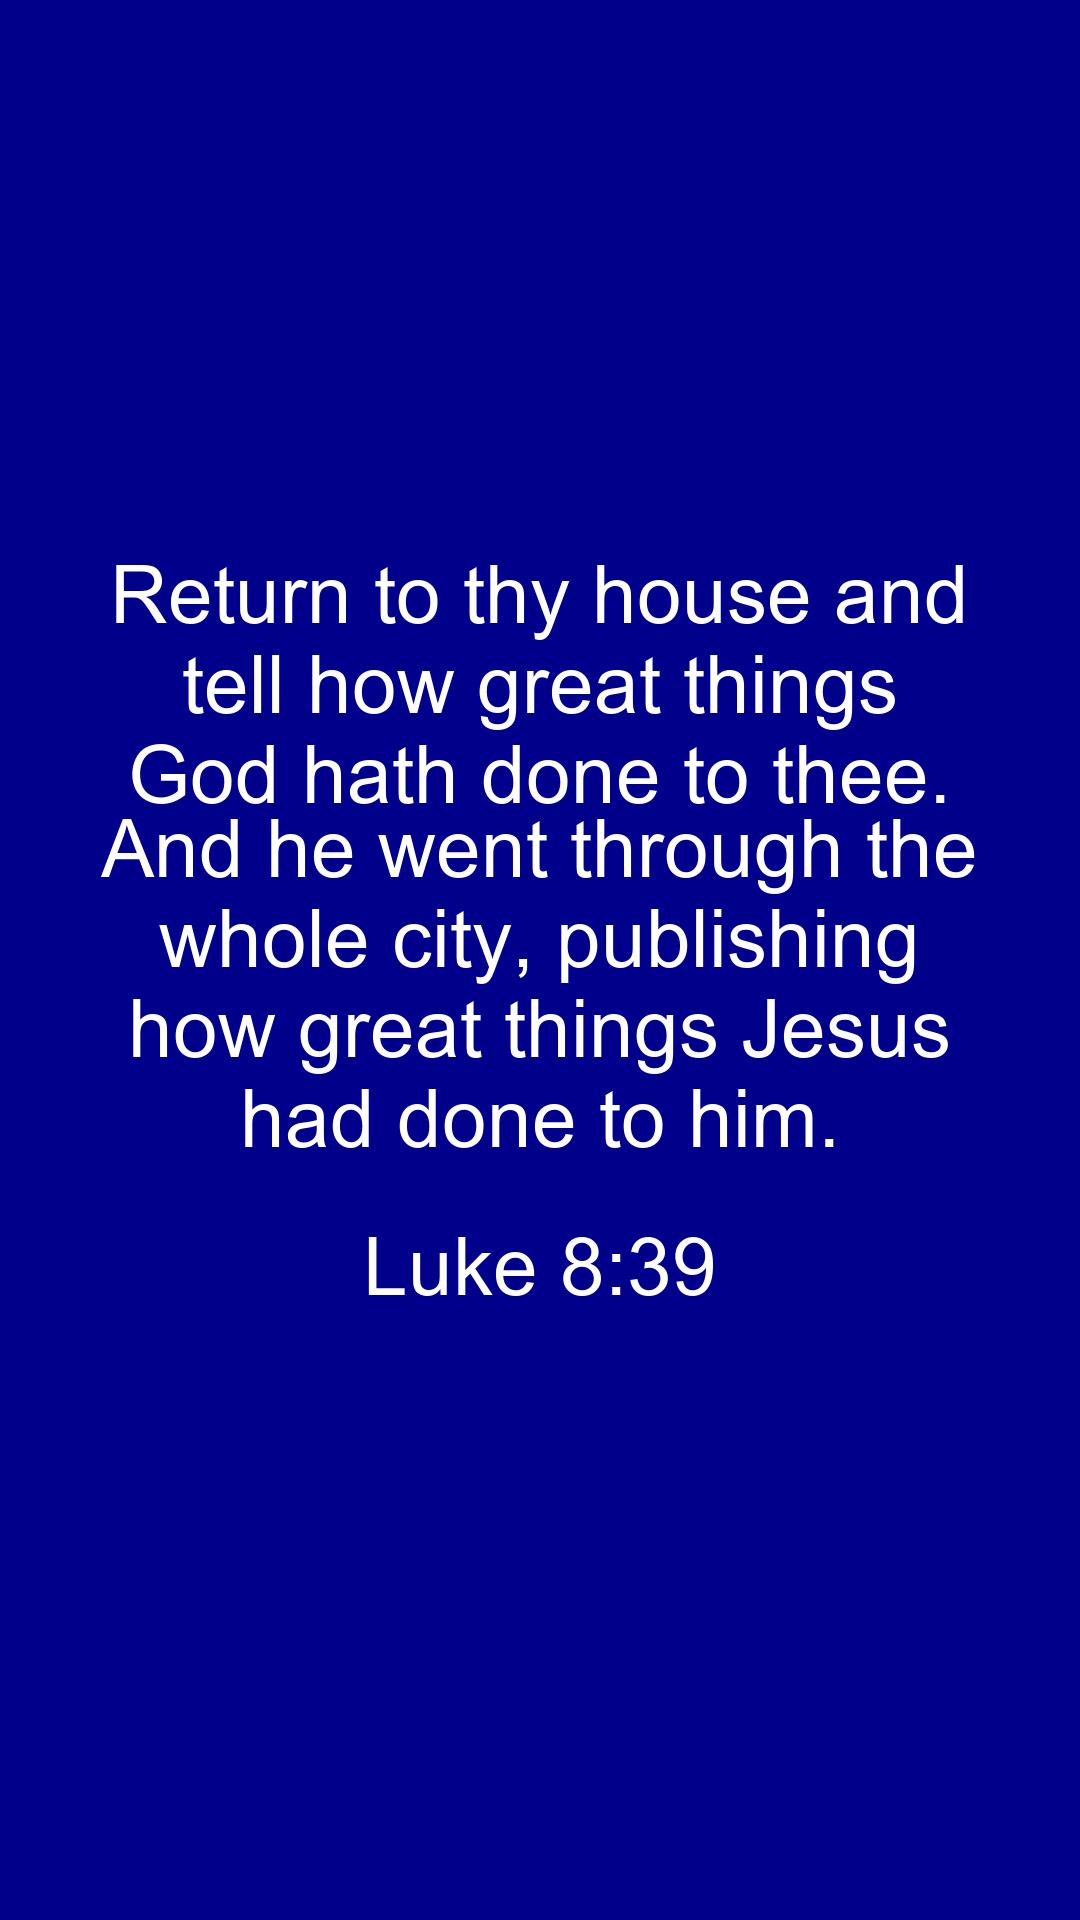 Return to thy house and
tell how great things
God hath done to thee.
And he went through the
whole city, publishing
how great things Jesus
had done to him.
Luke 8:39